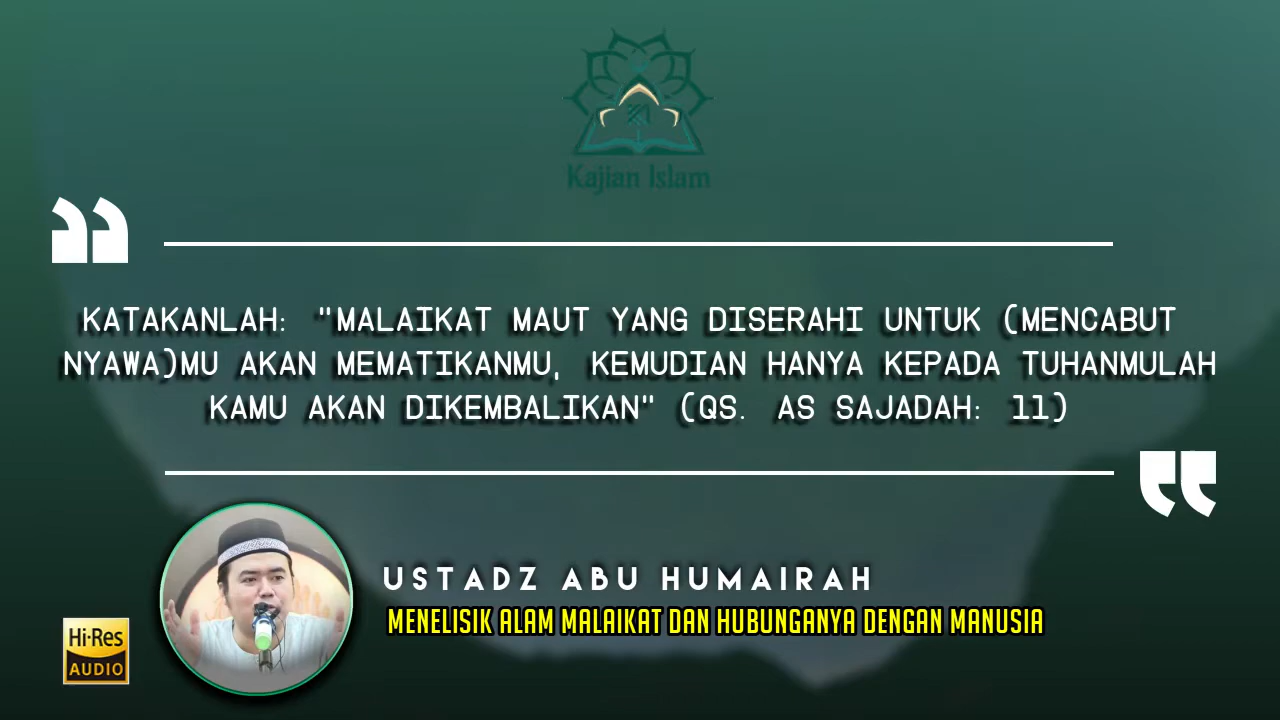 Kajian Islam
KATAKANLAH: "MALAIKAT MAUT YANG DISERAHI UNTUK (MENCABUT
NYAWA)MU AKAN MEMATIKANMU, KEMUDIAN HANYA KEPADA TUHANMULAH
KAMU AKAN DIKEMBALIKAN" (QS. AS SAJADAH: 11)
USTADZ ABU HUMAIRAH
MENELISIK ALAM MALAIKAT DAN HUBUNGANYA DENGAN MANUSIA
Hi-Res
AUDIO